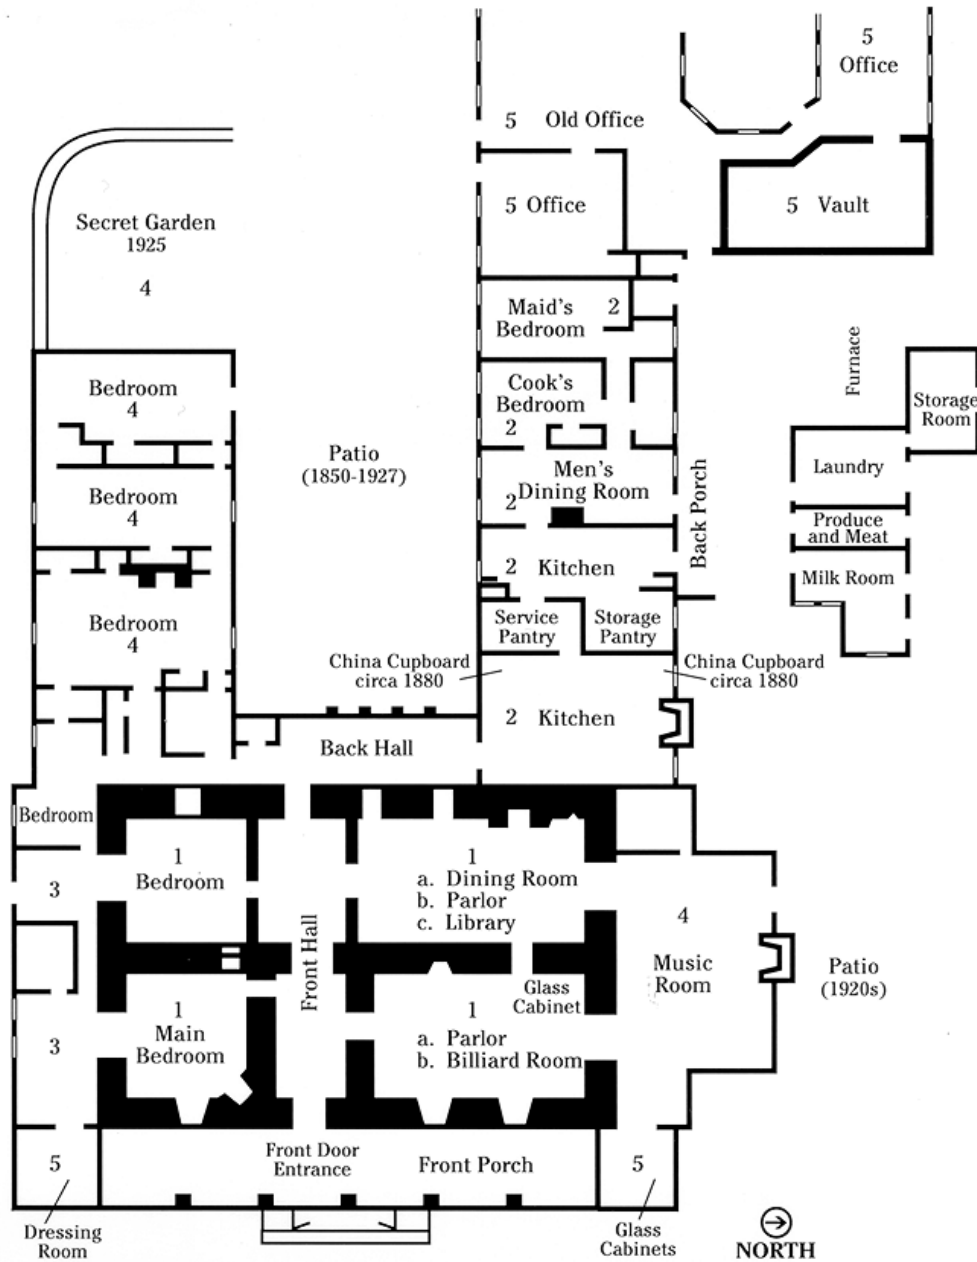 5
Office
5 Old Office
5 Office
5 Vault
Secret Garden
1925
4
Maid's
Bedroom
2
Furnace
Bedroom
4
Cook's
Bedroom
2
Storage
Room
Patio
(1850-1927)
Laundry
Men's
Dining Room
2
Back Porch
Bedroom
4
Produce
and Meat
2 Kitchen
Milk Room
Bedroom
4
Service
Pantry
Storage
Pantry
China Cupboard
circa 1880
China Cupboard
circa 1880
2 Kitchen
Back Hall
Bedroom
1
Bedroom
1
a. Dining Room
b. Parlor
c. Library
3
4
Music
Room
Front Hall
Patio
(1920s)
Glass
Cabinet
1
Main
Bedroom
1
a. Parlor
b. Billiard Room
3
Front Door
Entrance
Front Porch
5
5
Dressing
Room
Glass
Cabinets
NORTH